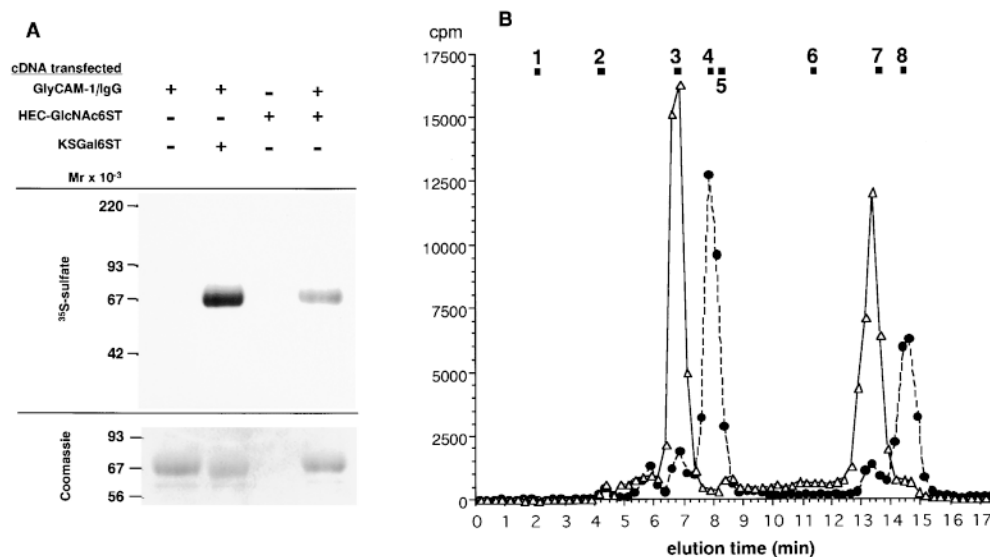 A
cDNA transfected
GlyCAM-1/IgG + + - +
HEC-GlcNAc6ST - - + +
KSGal6ST - + - -
Mr x 10-3
220
93
67
42
35S-sulfate
93
67
56
Coomassie
B
cpm
17500
15000
12500
10000
7500
5000
2500
0
1 2 3 4 5 6 7 8
0 1 2 3 4 5 6 7 8 9 10 11 12 13 14 15 16 17
elution time (min)